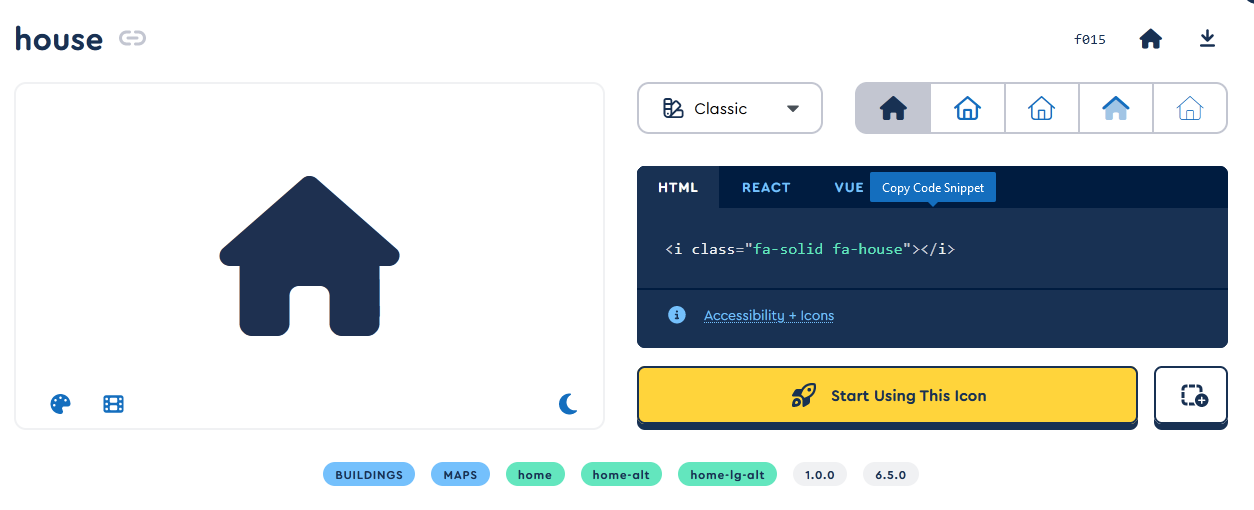 house
f015
Classic
HTML REACT VUE Copy Code Snippet
<i class="fa-solid fa-house"></i>
Accessibility + Icons
Start Using This Icon
BUILDINGS MAPS home home-alt home-lg-alt 1.0.0 6.5.0